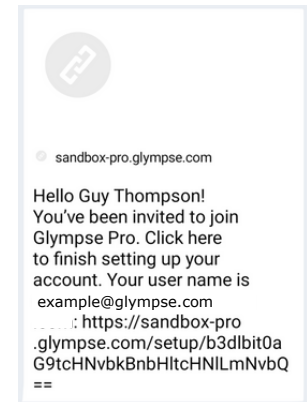 sandbox-pro.glympse.com
Hello Guy Thompson!
You've been invited to join
Glympse Pro. Click here
to finish setting up your
account. Your user name is
example@glympse.com
: https://sandbox-pro
.glympse.com/setup/b3dlbit0a
G9tcHNvbkBnbHltcHNlLmNvbQ
==